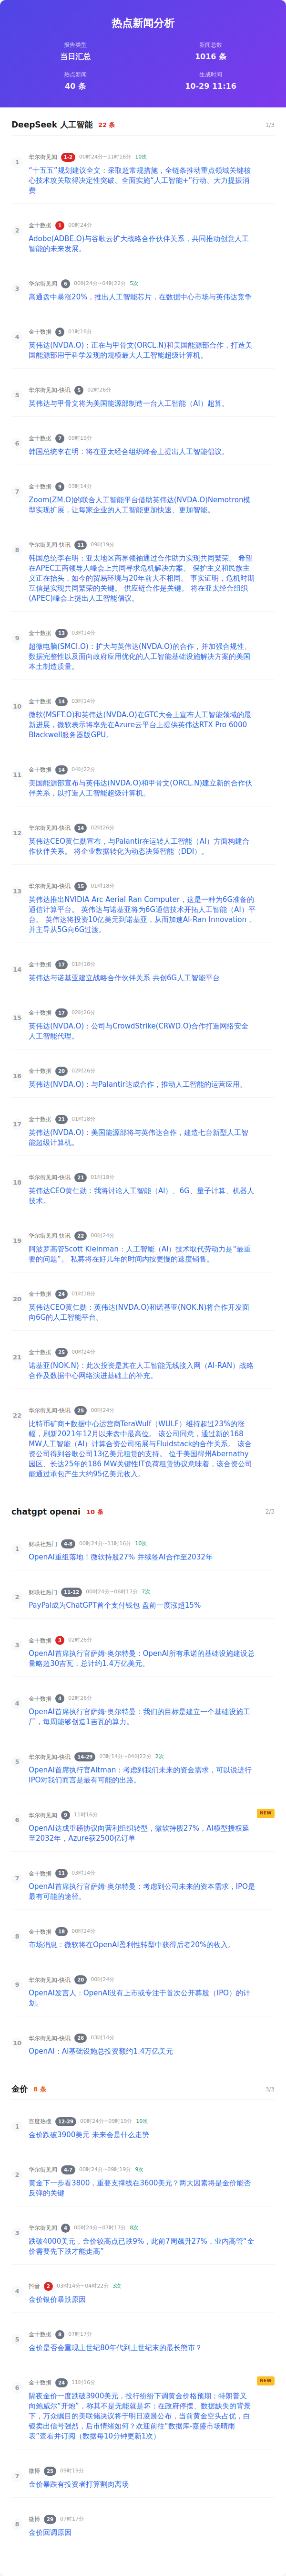 热点新闻分析
报告类型
新闻总数
当日汇总
1016 条
热点新闻
生成时间
40 条
10-29 11:16
DeepSeek 人工智能 22 条 1/3
1
华尔街见闻 1-2 00时24分~11时16分 10次
“十五五”规划建议全文：采取超常规措施，全链条推动重点领域关键核
心技术攻关取得决定性突破、全面实施“人工智能+”行动、大力提振消
费
2
金十数据 1 00时24分
Adobe(ADBE.O)与谷歌云扩大战略合作伙伴关系，共同推动创意人工
智能的未来发展。
3
华尔街见闻 6 00时24分~04时22分 5次
高通盘中暴涨20%，推出人工智能芯片，在数据中心市场与英伟达竞争
4
金十数据 5 01时18分
英伟达(NVDA.O)：正在与甲骨文(ORCL.N)和美国能源部合作，打造美
国能源部用于科学发现的规模最大人工智能超级计算机。
5
华尔街见闻-快讯 5 02时26分
英伟达与甲骨文将为美国能源部制造一台人工智能（AI）超算。
6
金十数据 7 09时19分
韩国总统李在明：将在亚太经合组织峰会上提出人工智能倡议。
7
金十数据 9 03时14分
Zoom(ZM.O)的联合人工智能平台借助英伟达(NVDA.O)Nemotron模
型实现扩展，让每家企业的人工智能更加快速、更加智能。
8
华尔街见闻-快讯 11 09时19分
韩国总统李在明：亚太地区商界领袖通过合作助力实现共同繁荣。 希望
在APEC工商领导人峰会上共同寻求危机解决方案。 保护主义和民族主
义正在抬头，如今的贸易环境与20年前大不相同。 事实证明，危机时期
互信是实现共同繁荣的关键。 供应链合作是关键。 将在亚太经合组织
(APEC)峰会上提出人工智能倡议。
9
金十数据 13 03时14分
超微电脑(SMCI.O)：扩大与英伟达(NVDA.O)的合作，并加强合规性、
数据完整性以及面向政府应用优化的人工智能基础设施解决方案的美国
本土制造质量。
10
金十数据 14 03时14分
微软(MSFT.O)和英伟达(NVDA.O)在GTC大会上宣布人工智能领域的最
新进展，微软表示将率先在Azure云平台上提供英伟达RTX Pro 6000
Blackwell服务器版GPU。
11
金十数据 14 04时22分
美国能源部宣布与英伟达(NVDA.O)和甲骨文(ORCL.N)建立新的合作伙
伴关系，以打造人工智能超级计算机。
12
华尔街见闻-快讯 14 02时26分
英伟达CEO黄仁勋宣布，与Palantir在运转人工智能（AI）方面构建合
作伙伴关系。 将企业数据转化为动态决策智能（DDI）。
13
华尔街见闻-快讯 15 01时18分
英伟达推出NVIDIA Arc Aerial Ran Computer，这是一种为6G准备的
通信计算平台。 英伟达与诺基亚将为6G通信技术开拓人工智能（AI）平
台。 英伟达将投资10亿美元到诺基亚，从而加速AI-Ran Innovation，
并主导从5G向6G过渡。
14
金十数据 17 01时18分
英伟达与诺基亚建立战略合作伙伴关系 共创6G人工智能平台
15
金十数据 17 02时26分
英伟达(NVDA.O)：公司与CrowdStrike(CRWD.O)合作打造网络安全
人工智能代理。
16
金十数据 20 02时26分
英伟达(NVDA.O)：与Palantir达成合作，推动人工智能的运营应用。
17
金十数据 21 01时18分
英伟达(NVDA.O)：美国能源部将与英伟达合作，建造七台新型人工智
能超级计算机。
18
华尔街见闻-快讯 21 01时18分
英伟达CEO黄仁勋：我将讨论人工智能（AI）、6G、量子计算、机器人
技术。
19
华尔街见闻-快讯 22 00时24分
阿波罗高管Scott Kleinman：人工智能（AI）技术取代劳动力是“最重
要的问题”。 私募将在好几年的时间内按更慢的速度销售。
20
金十数据 24 01时18分
英伟达CEO黄仁勋：英伟达(NVDA.O)和诺基亚(NOK.N)将合作开发面
向6G的人工智能平台。
21
金十数据 25 00时24分
诺基亚(NOK.N)：此次投资是其在人工智能无线接入网（AI-RAN）战略
合作及数据中心网络演进基础上的补充。
22
华尔街见闻-快讯 25 00时24分
比特币矿商+数据中心运营商TeraWulf（WULF）维持超过23%的涨
幅，刷新2021年12月以来盘中最高位。 该公司同意，通过新的168
MW人工智能（AI）计算合资公司拓展与Fluidstack的合作关系。 该合
资公司得到谷歌公司13亿美元租赁的支持。 位于美国得州Abernathy
园区、长达25年的186 MW关键性IT负荷租赁协议意味着，该合资公司
能通过承包产生大约95亿美元收入。
chatgpt openai 10 条 2/3
1
财联社热门 4-8 00时24分~11时16分 10次
OpenAI重组落地！微软持股27% 并续签AI合作至2032年
2
财联社热门 11-12 00时24分~06时17分 7次
PayPal成为ChatGPT首个支付钱包 盘前一度涨超15%
3
金十数据 3 02时26分
OpenAI首席执行官萨姆·奥尔特曼：OpenAI所有承诺的基础设施建设总
量略超30吉瓦，总计约1.4万亿美元。
4
金十数据 4 02时26分
OpenAI首席执行官萨姆·奥尔特曼：我们的目标是建立一个基础设施工
厂，每周能够创造1吉瓦的算力。
5
华尔街见闻-快讯 14-29 03时14分~04时22分 2次
OpenAI首席执行官Altman：考虑到我们未来的资金需求，可以说进行
IPO对我们而言是最有可能的出路。
6
华尔街见闻 9 11时16分 NEW
OpenAI达成重磅协议向营利组织转型，微软持股27%，AI模型授权延
至2032年，Azure获2500亿订单
7
金十数据 11 03时14分
OpenAI首席执行官萨姆·奥尔特曼：考虑到公司未来的资本需求，IPO是
最有可能的途径。
8
金十数据 18 00时24分
市场消息：微软将在OpenAI盈利性转型中获得后者20%的收入。
9
华尔街见闻-快讯 20 00时24分
OpenAI发言人：OpenAI没有上市或专注于首次公开募股（IPO）的计
划。
10
华尔街见闻-快讯 26 03时14分
OpenAI：AI基础设施总投资额约1.4万亿美元
金价 8 条 3/3
1
百度热搜 12-29 00时24分~09时19分 10次
金价跌破3900美元 未来会是什么走势
2
华尔街见闻 4-7 00时24分~09时19分 9次
黄金下一步看3800，重要支撑线在3600美元？两大因素将是金价能否
反弹的关键
3
华尔街见闻 4 00时24分~07时17分 8次
跌破4000美元，金价较高点已跌9%，此前7周飙升27%，业内高管“金
价需要先下跌才能走高”
4
抖音 2 03时14分~04时22分 3次
金价银价暴跌原因
5
金十数据 8 07时17分
金价是否会重现上世纪80年代到上世纪末的最长熊市？
6
金十数据 24 11时16分 NEW
隔夜金价一度跌破3900美元，投行纷纷下调黄金价格预期；特朗普又
向鲍威尔“开炮”，称其不是无能就是坏；在政府停摆、数据缺失的背景
下，万众瞩目的美联储决议将于明日凌晨公布，当前黄金空头占优，白
银卖出信号强烈，后市情绪如何？欢迎前往“数据库-嘉盛市场晴雨
表”查看并订阅（数据每10分钟更新1次）
7
微博 25 09时19分
金价暴跌有投资者打算割肉离场
8
微博 29 07时17分
金价回调原因